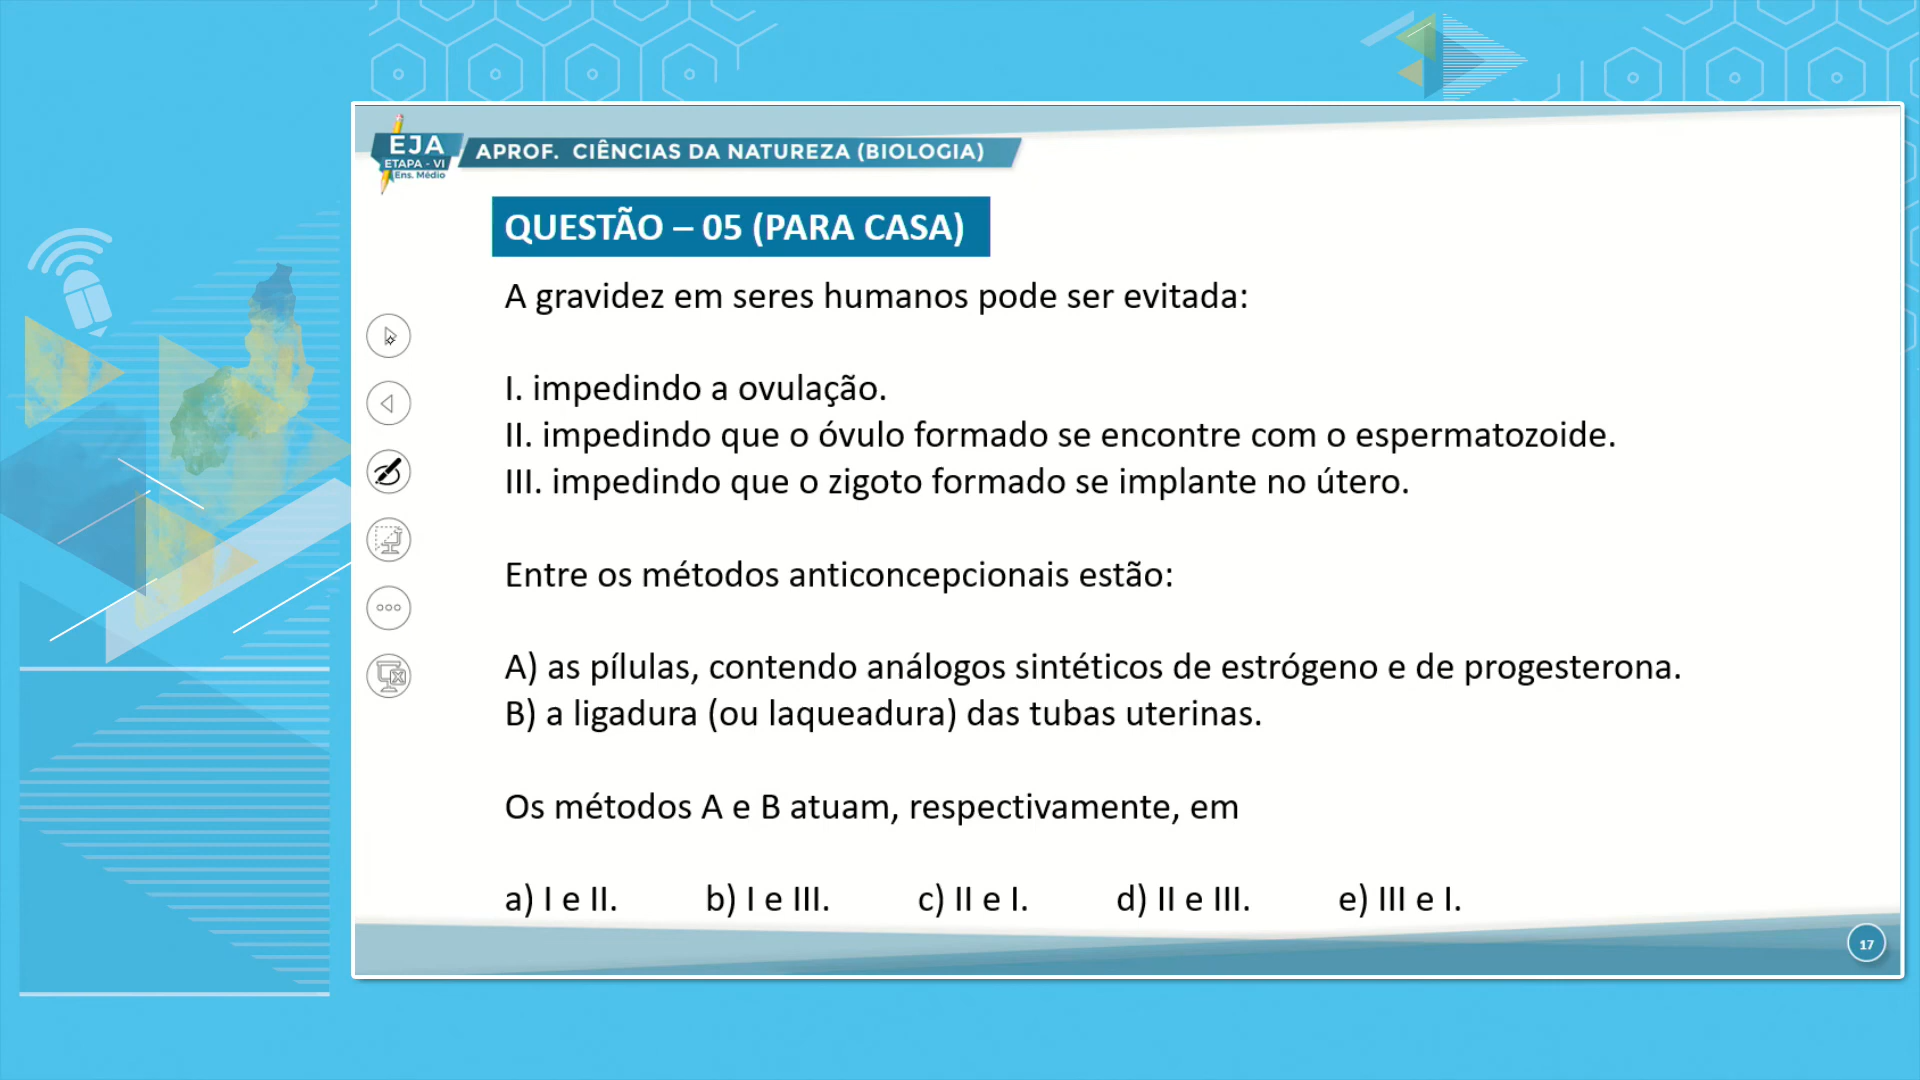 EJA
ETAPA - VI
Ens. Médio
APROF. CIÊNCIAS DA NATUREZA (BIOLOGIA)
QUESTÃO – 05 (PARA CASA)
A gravidez em seres humanos pode ser evitada:
I. impedindo a ovulação.
II. impedindo que o óvulo formado se encontre com o espermatozoide.
III. impedindo que o zigoto formado se implante no útero.
Entre os métodos anticoncepcionais estão:
A) as pílulas, contendo análogos sintéticos de estrógeno e de progesterona.
B) a ligadura (ou laqueadura) das tubas uterinas.
Os métodos A e B atuam, respectivamente, em
a) I e II. b) I e III. c) II e I. d) II e III. e) III e I.
17